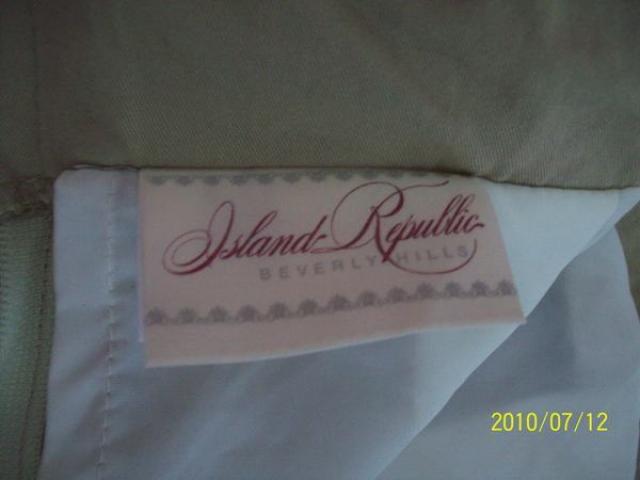 Island Republic
BEVERLY HILLS
2010/07/12